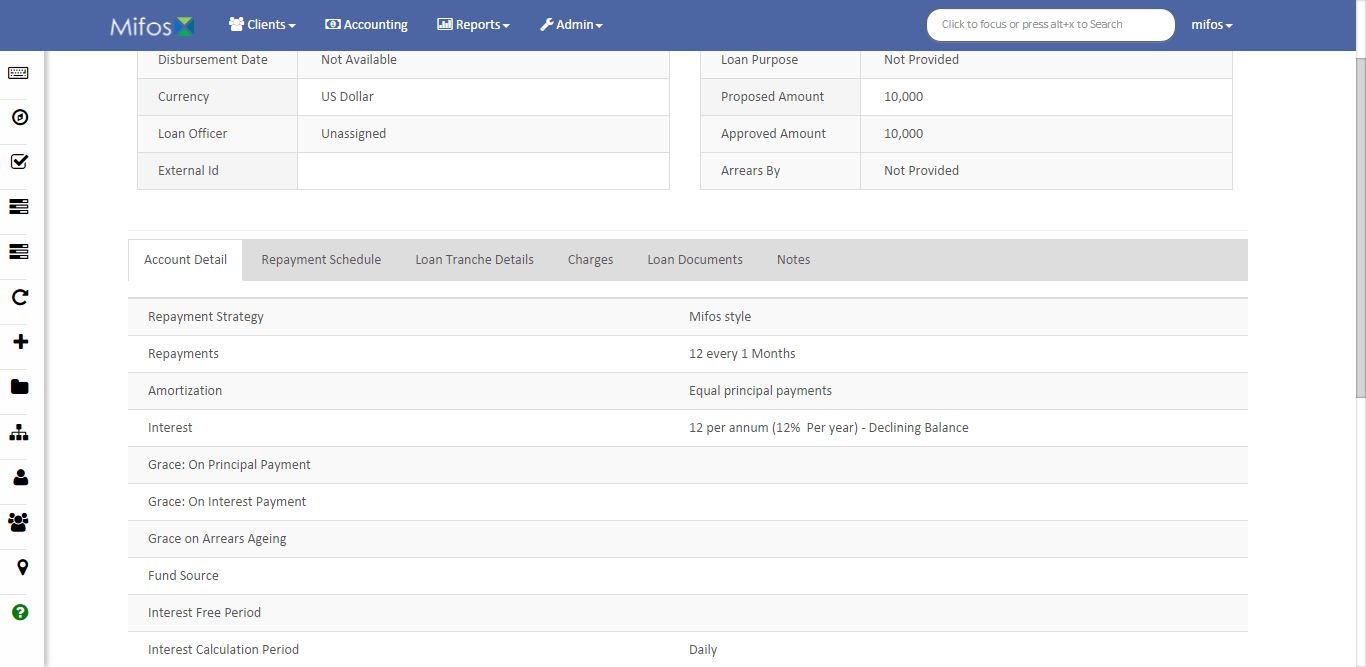 Mifos Clients Accounting Reports Admin Click to focus or press alt+x to Search mifos
Disbursement Date Not Available Loan Purpose Not Provided
Currency US Dollar Proposed Amount 10,000
Loan Officer Unassigned Approved Amount 10,000
External Id Arrears By Not Provided
Account Detail Repayment Schedule Loan Tranche Details Charges Loan Documents Notes
Repayment Strategy Mifos style
Repayments 12 every 1 Months
Amortization Equal principal payments
Interest 12 per annum (12% Per year) - Declining Balance
Grace: On Principal Payment
Grace: On Interest Payment
Grace on Arrears Ageing
Fund Source
Interest Free Period
Interest Calculation Period Daily